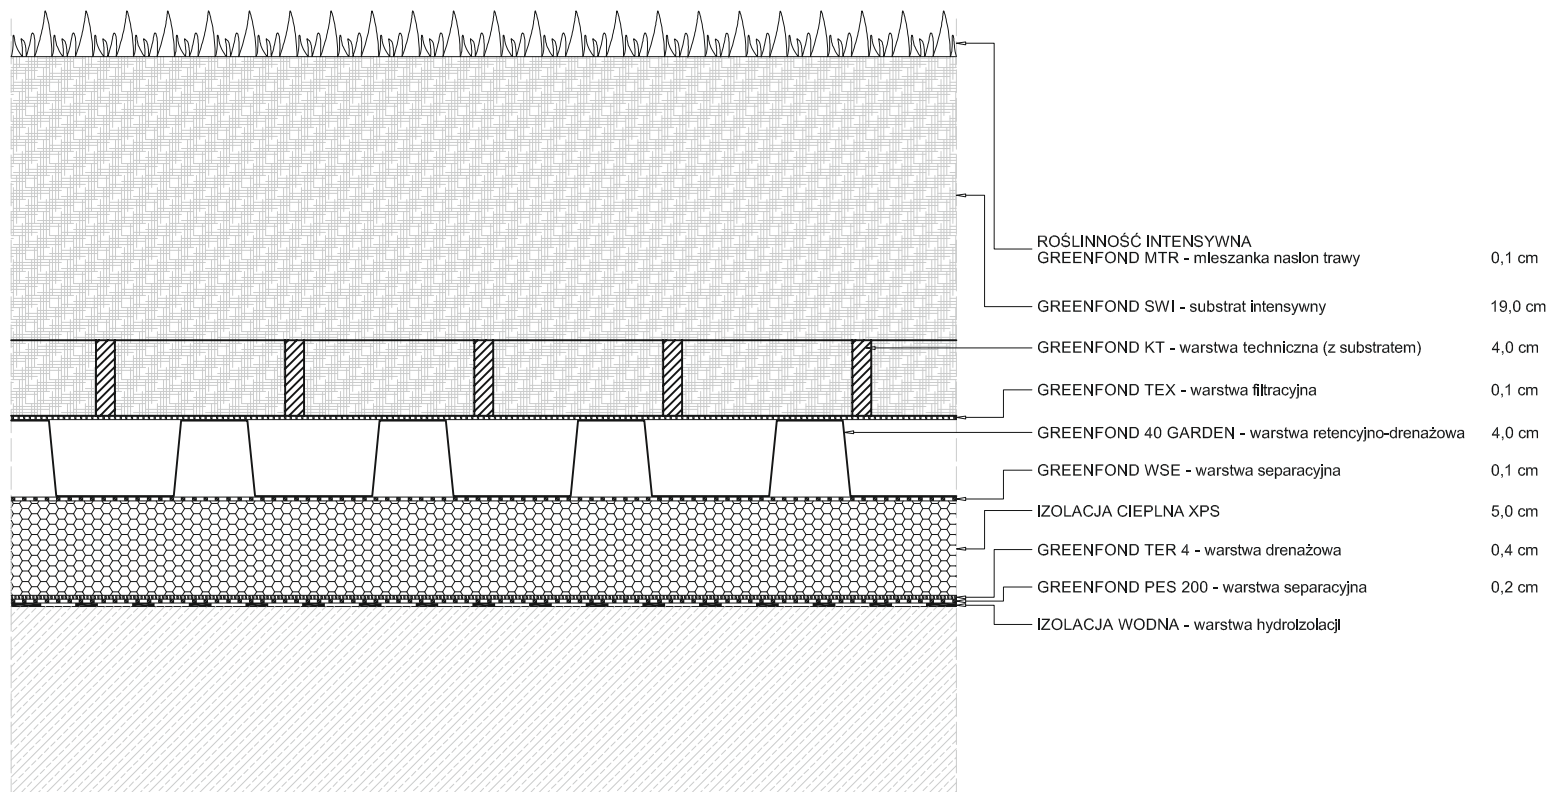 ROŚLINNOŚĆ INTENSYWNA
GREENFOND MTR - mieszanka nasion trawy 0,1 cm
GREENFOND SWI - substrat intensywny 19,0 cm
GREENFOND KT - warstwa techniczna (z substratem) 4,0 cm
GREENFOND TEX - warstwa filtracyjna 0,1 cm
GREENFOND 40 GARDEN - warstwa retencyjno-drenażowa 4,0 cm
GREENFOND WSE - warstwa separacyjna 0,1 cm
IZOLACJA CIEPLNA XPS 5,0 cm
GREENFOND TER 4 - warstwa drenażowa 0,4 cm
GREENFOND PES 200 - warstwa separacyjna 0,2 cm
IZOLACJA WODNA - warstwa hydroizolacji